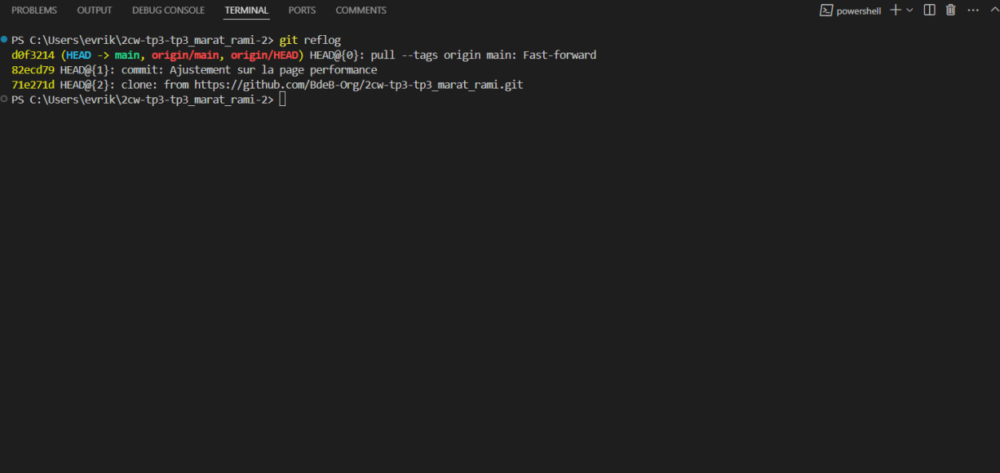 PROBLEMS OUTPUT DEBUG CONSOLE TERMINAL PORTS COMMENTS powershell
PS C:\Users\evrik\2cw-tp3-tp3_marat_rami-2> git reflog
d0f3214 (HEAD -> main, origin/main, origin/HEAD) HEAD@{0}: pull --tags origin main: Fast-forward
82ecd79 HEAD@{1}: commit: Ajustement sur la page performance
71e271d HEAD@{2}: clone: from https://github.com/BdeB-Org/2cw-tp3-tp3_marat_rami.git
PS C:\Users\evrik\2cw-tp3-tp3_marat_rami-2>